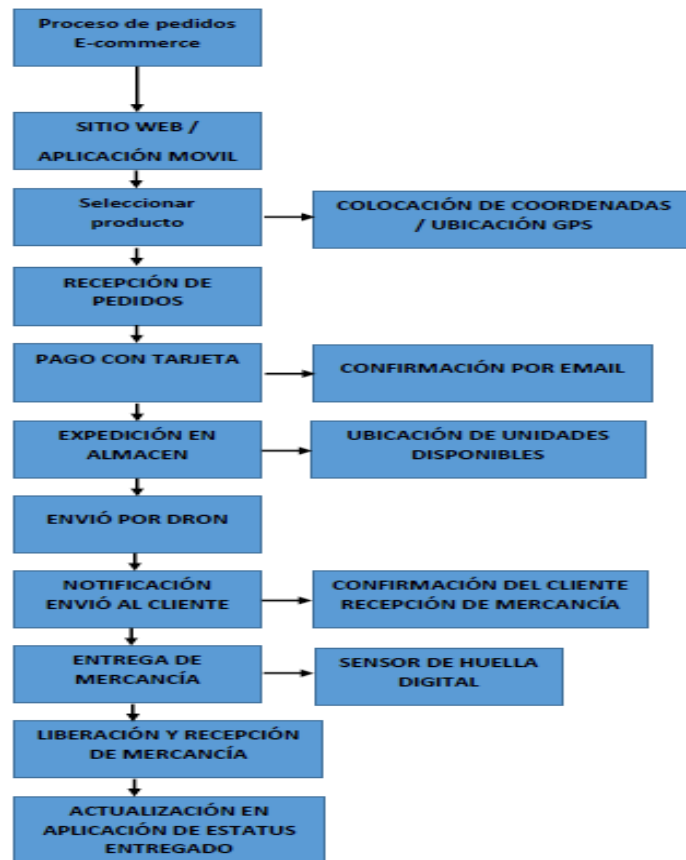 Proceso de pedidos
E-commerce
SITIO WEB /
APLICACIÓN MOVIL
Seleccionar
producto
COLOCACIÓN DE COORDENADAS
/ UBICACIÓN GPS
RECEPCIÓN DE
PEDIDOS
PAGO CON TARJETA
CONFIRMACIÓN POR EMAIL
EXPEDICIÓN EN
ALMACEN
UBICACIÓN DE UNIDADES
DISPONIBLES
ENVIÓ POR DRON
NOTIFICACIÓN
ENVIÓ AL CLIENTE
CONFIRMACIÓN DEL CLIENTE
RECEPCIÓN DE MERCANCÍA
ENTREGA DE
MERCANCÍA
SENSOR DE HUELLA
DIGITAL
LIBERACIÓN Y RECEPCIÓN
DE MERCANCÍA
ACTUALIZACIÓN EN
APLICACIÓN DE ESTATUS
ENTREGADO